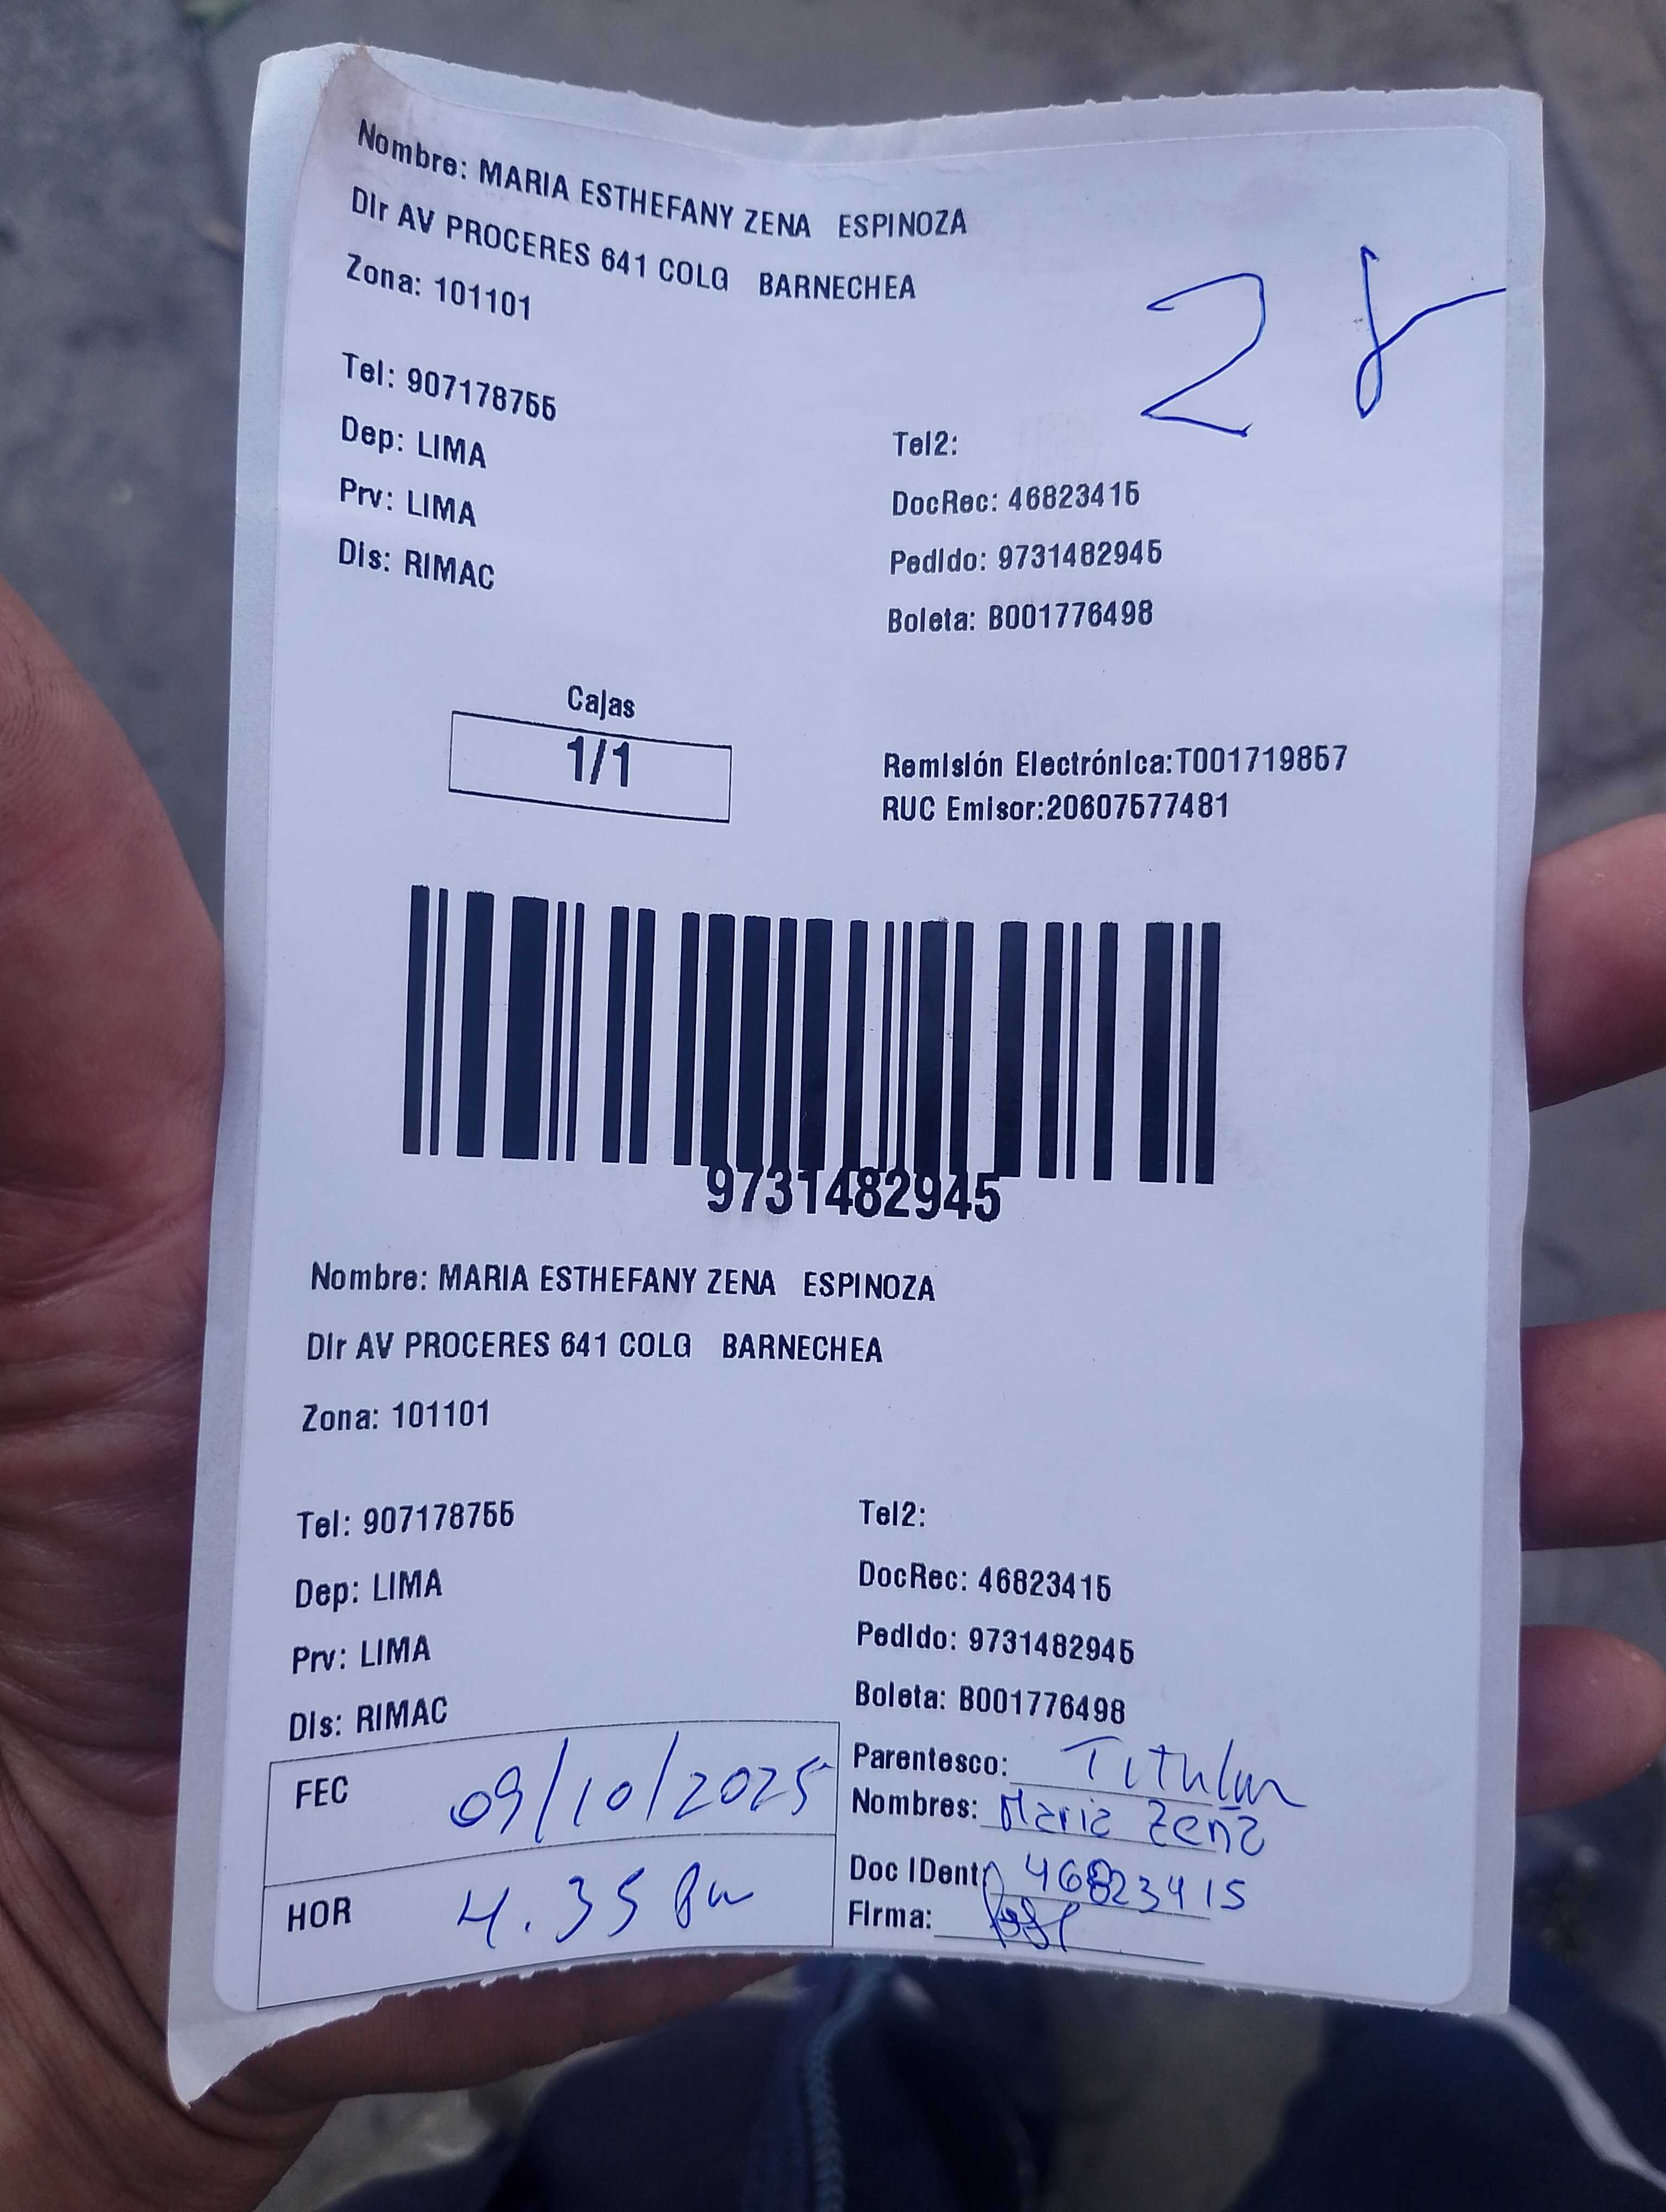 Nombre: MARIA ESTHEFANY ZENA ESPINOZA
Dir AV PROCERES 641 COLG BARNECHEA
Zona: 101101
28
Tel: 907178755
Tel2:
Dep: LIMA
DocRec: 46823415
Prv: LIMA
Pedido: 9731482945
Dis: RIMAC
Boleta: B001776498
Cajas
1/1
Remisión Electrónica:T001719857
RUC Emisor:20607577481
9731482945
Nombre: MARIA ESTHEFANY ZENA ESPINOZA
Dir AV PROCERES 641 COLG BARNECHEA
Zona: 101101
Tel: 907178755
Tel2:
Dep: LIMA
DocRec: 46823415
Prv: LIMA
Pedido: 9731482945
Dis: RIMAC
Boleta: B001776498
FEC 09/10/2025
Parentesco: Titular
Nombres: Maria Zeña
HOR 4.35 Pm
Doc IDent 46823415
Firma: